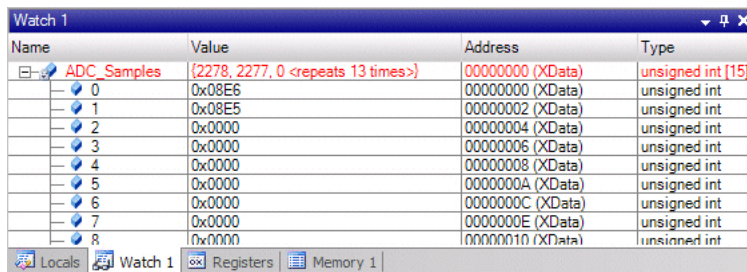 Watch 1
Name Value Address Type
ADC_Samples {2278, 2277, 0 <repeats 13 times>} 00000000 (XData) unsigned int [15]
0 0x08E6 00000000 (XData) unsigned int
1 0x08E5 00000002 (XData) unsigned int
2 0x0000 00000004 (XData) unsigned int
3 0x0000 00000006 (XData) unsigned int
4 0x0000 00000008 (XData) unsigned int
5 0x0000 0000000A (XData) unsigned int
6 0x0000 0000000C (XData) unsigned int
7 0x0000 0000000E (XData) unsigned int
8 0x0000 00000010 (XData) unsigned int
Locals Watch 1 Registers Memory 1